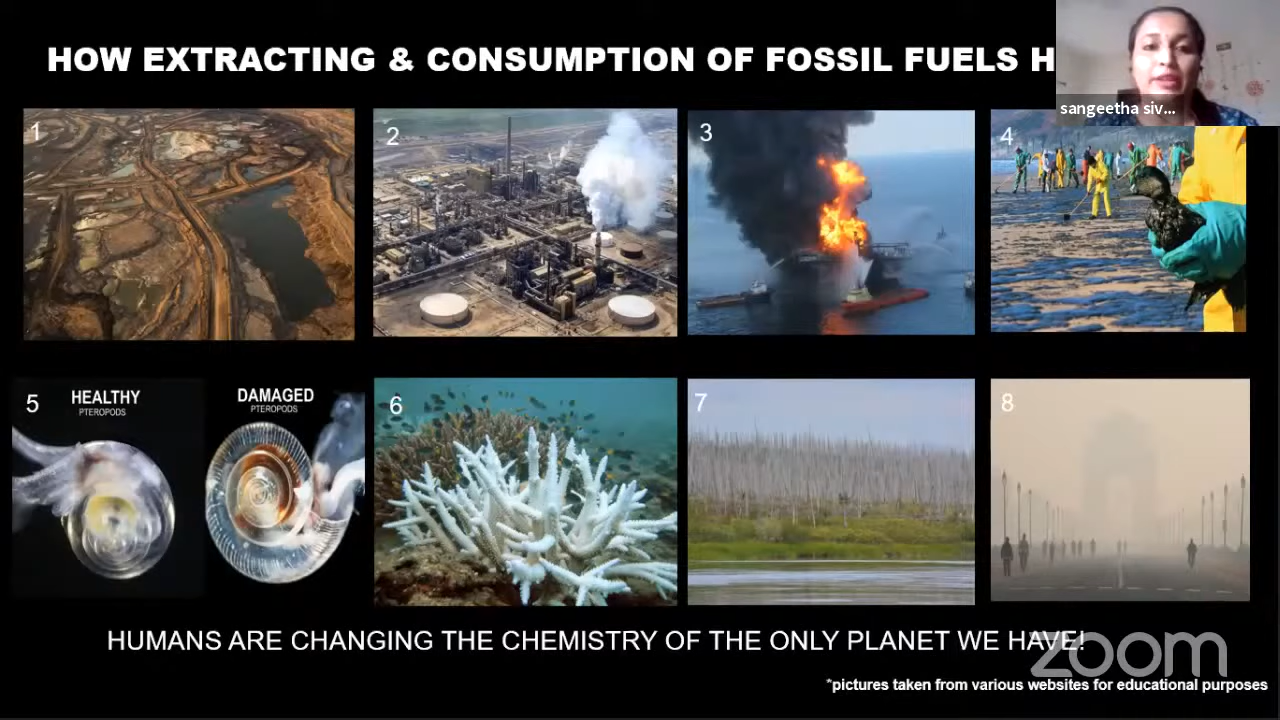 HOW EXTRACTING & CONSUMPTION OF FOSSIL FUELS H
sangeetha siv...
1
2
3
4
5
HEALTHY
PTEROPODS
DAMAGED
PTEROPODS
6
7
8
HUMANS ARE CHANGING THE CHEMISTRY OF THE ONLY PLANET WE HAVE!
zoom
*pictures taken from various websites for educational purposes